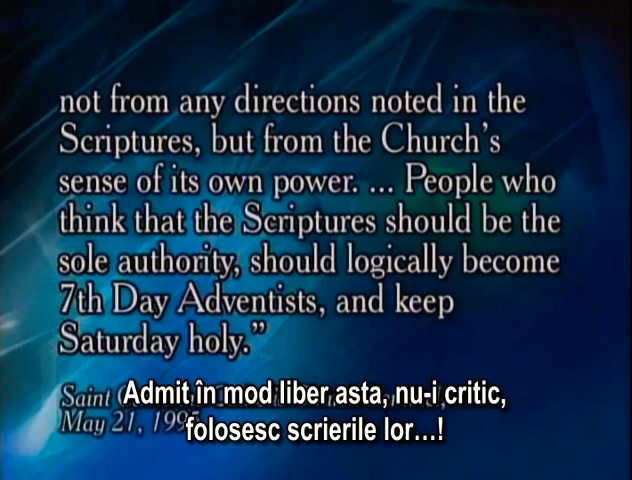 not from any directions noted in the
Scriptures, but from the Church's
sense of its own power. ... People who
think that the Scriptures should be the
sole authority, should logically become
7th Day Adventists, and keep
Saturday holy.”
Saint
May 21, 199
Admit în mod liber asta, nu-i critic,
folosesc scrierile lor...!